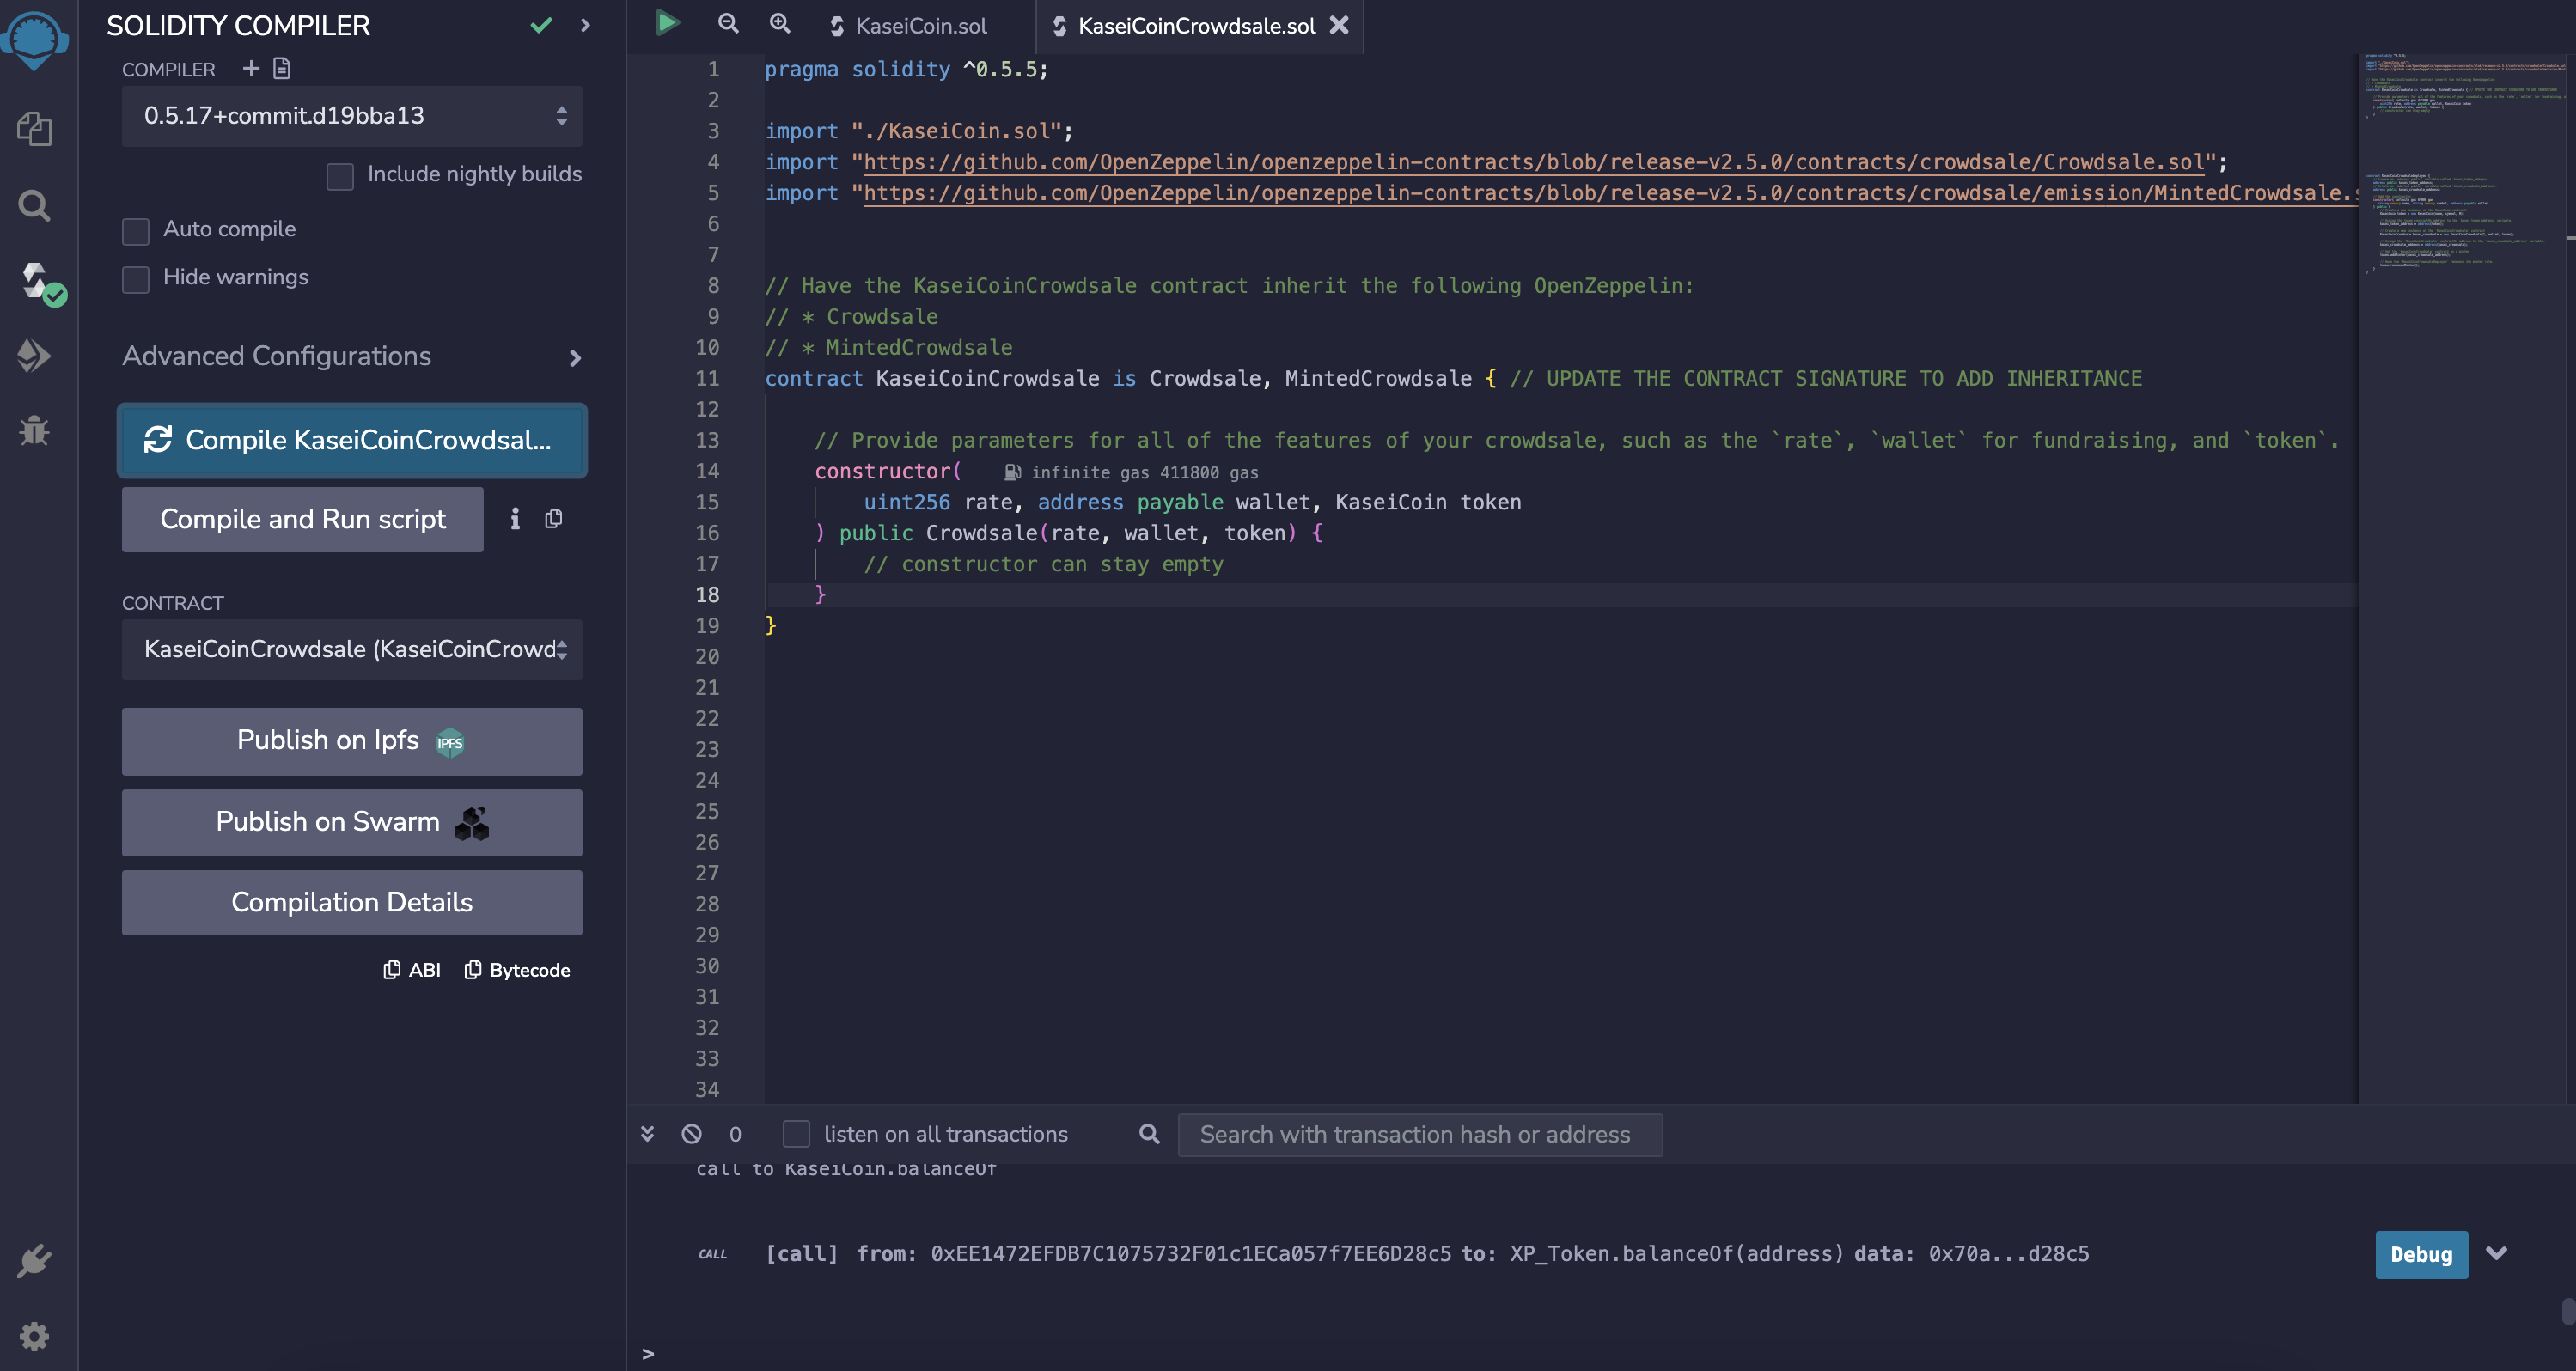 SOLIDITY COMPILER
COMPILER
0.5.17+commit.d19bba13
Include nightly builds
Auto compile
Hide warnings
Advanced Configurations
Compile KaseiCoinCrowdsal...
Compile and Run script
CONTRACT
KaseiCoinCrowdsale (KaseiCoinCrowd
Publish on Ipfs IPFS
Publish on Swarm
Compilation Details
ABI Bytecode
KaseiCoin.sol KaseiCoinCrowdsale.sol
1 pragma solidity ^0.5.5;
2
3 import "./KaseiCoin.sol";
4 import "https://github.com/OpenZeppelin/openzeppelin-contracts/blob/release-v2.5.0/contracts/crowdsale/Crowdsale.sol";
5 import "https://github.com/OpenZeppelin/openzeppelin-contracts/blob/release-v2.5.0/contracts/crowdsale/emission/MintedCrowdsale.s
6
7
8 // Have the KaseiCoinCrowdsale contract inherit the following OpenZeppelin:
9 // * Crowdsale
10 // * MintedCrowdsale
11 contract KaseiCoinCrowdsale is Crowdsale, MintedCrowdsale { // UPDATE THE CONTRACT SIGNATURE TO ADD INHERITANCE
12
13 // Provide parameters for all of the features of your crowdsale, such as the `rate`, `wallet` for fundraising, and `token`.
14 constructor( infinite gas 411800 gas
15 uint256 rate, address payable wallet, KaseiCoin token
16 ) public Crowdsale(rate, wallet, token) {
17 // constructor can stay empty
18 }
19 }
20
21
22
23
24
25
26
27
28
29
30
31
32
33
34
0 listen on all transactions Search with transaction hash or address
call to KaseiCoin.balanceOf
CALL [call] from: 0xEE1472EFDB7C1075732F01c1ECa057f7EE6D28c5 to: XP_Token.balanceOf(address) data: 0x70a...d28c5 Debug
>